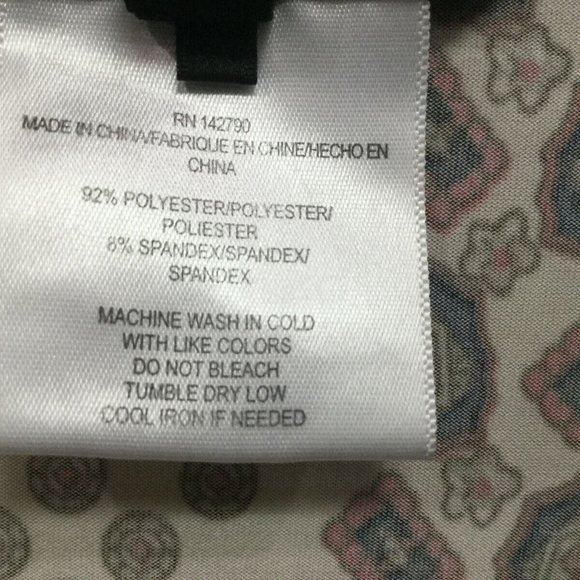 RN 142790
MADE IN CHINA/FABRIQUE EN CHINE/HECHO EN
CHINA
92% POLYESTER/POLYESTER/
POLIESTER
8% SPANDEX/SPANDEX/
SPANDEX
MACHINE WASH IN COLD
WITH LIKE COLORS
DO NOT BLEACH
TUMBLE DRY LOW
COOL IRON IF NEEDED